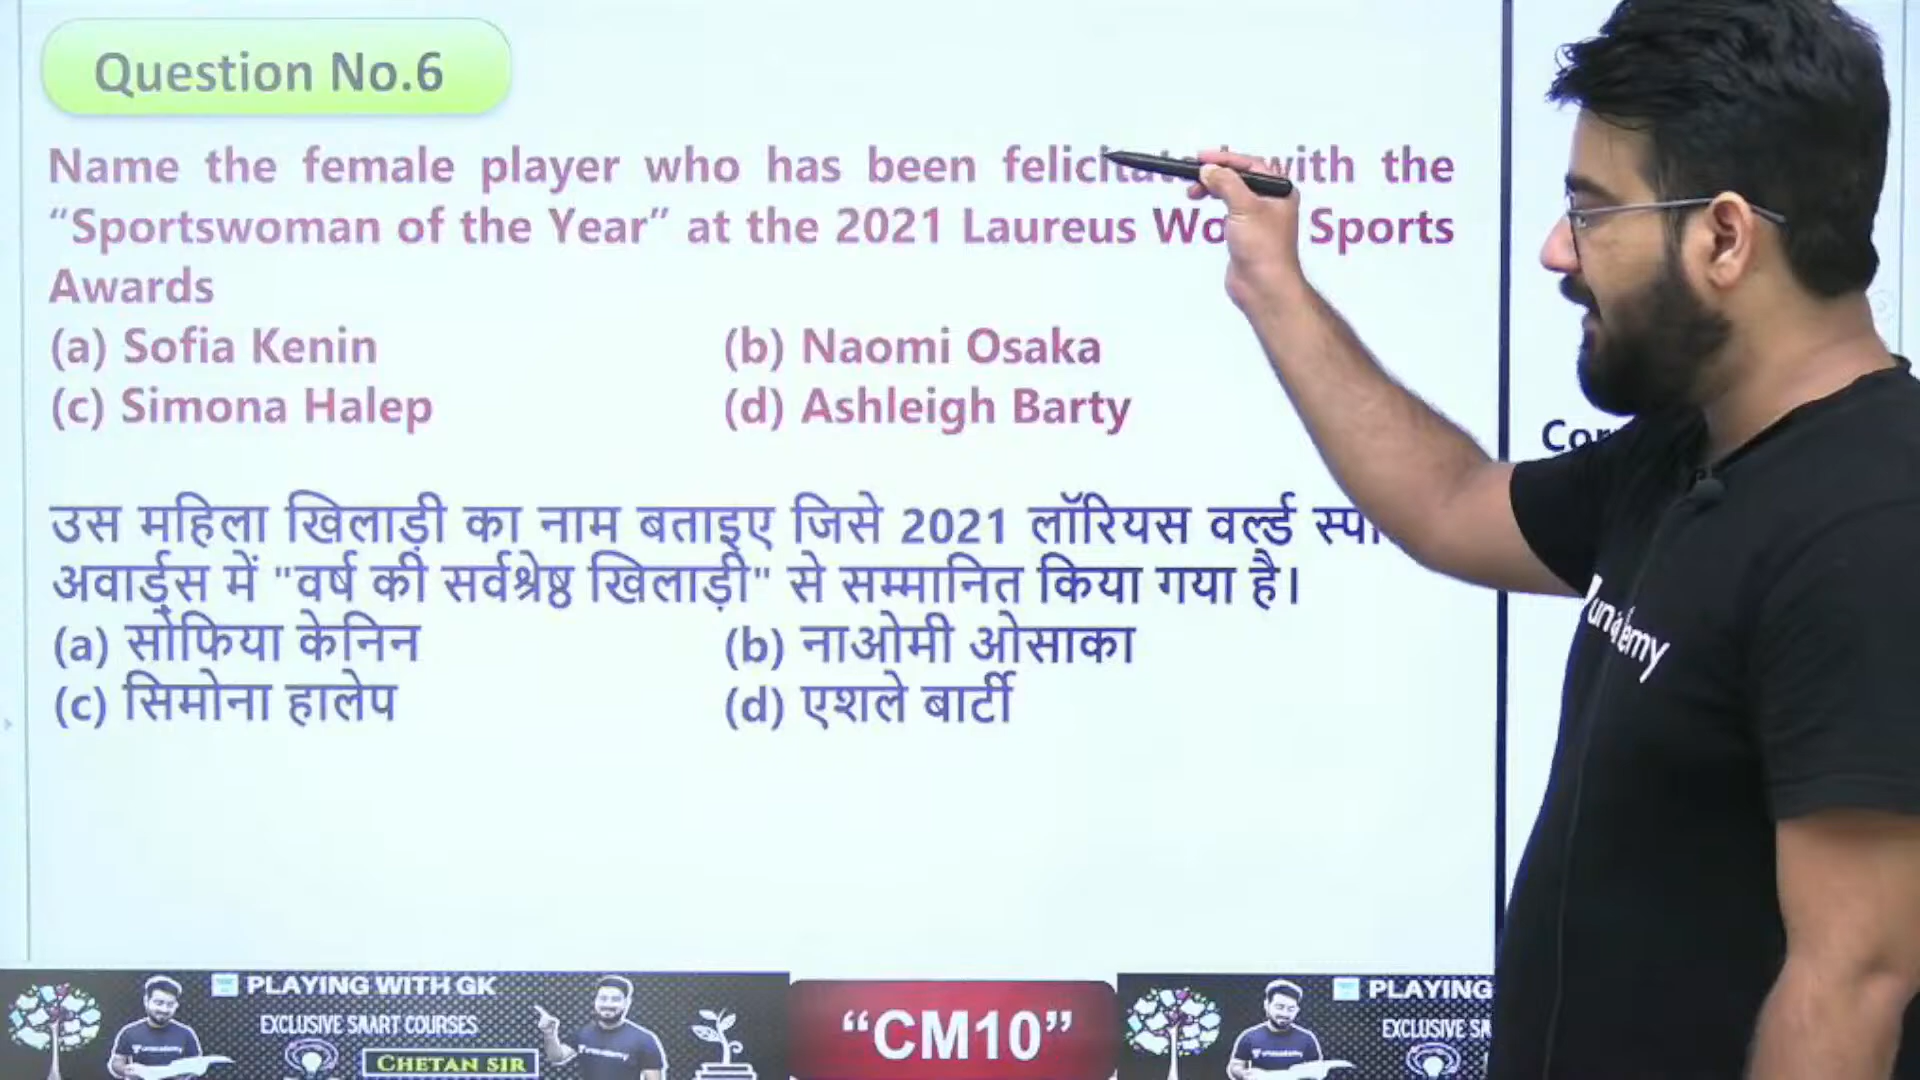 Question No.6
Name the female player who has been felicitated with the
“Sportswoman of the Year” at the 2021 Laureus Sports
Awards
(a) Sofia Kenin (b) Naomi Osaka
(c) Simona Halep (d) Ashleigh Barty
उस महिला खिलाड़ी का नाम बताइए जिसे 2021 लॉरियस वर्ल्ड
अवार्ड्स में "वर्ष की सर्वश्रेष्ठ खिलाड़ी" से सम्मानित किया गया है।
(a) सोफिया केनिन (b) नाओमी ओसाका
(c) सिमोना हालेप (d) एशले बार्टी
unacademy
PLAYING WITH GK
EXCLUSIVE SMART COURSES
CHETAN SIR
“CM10”
PLAYING
EXCLUSIVE